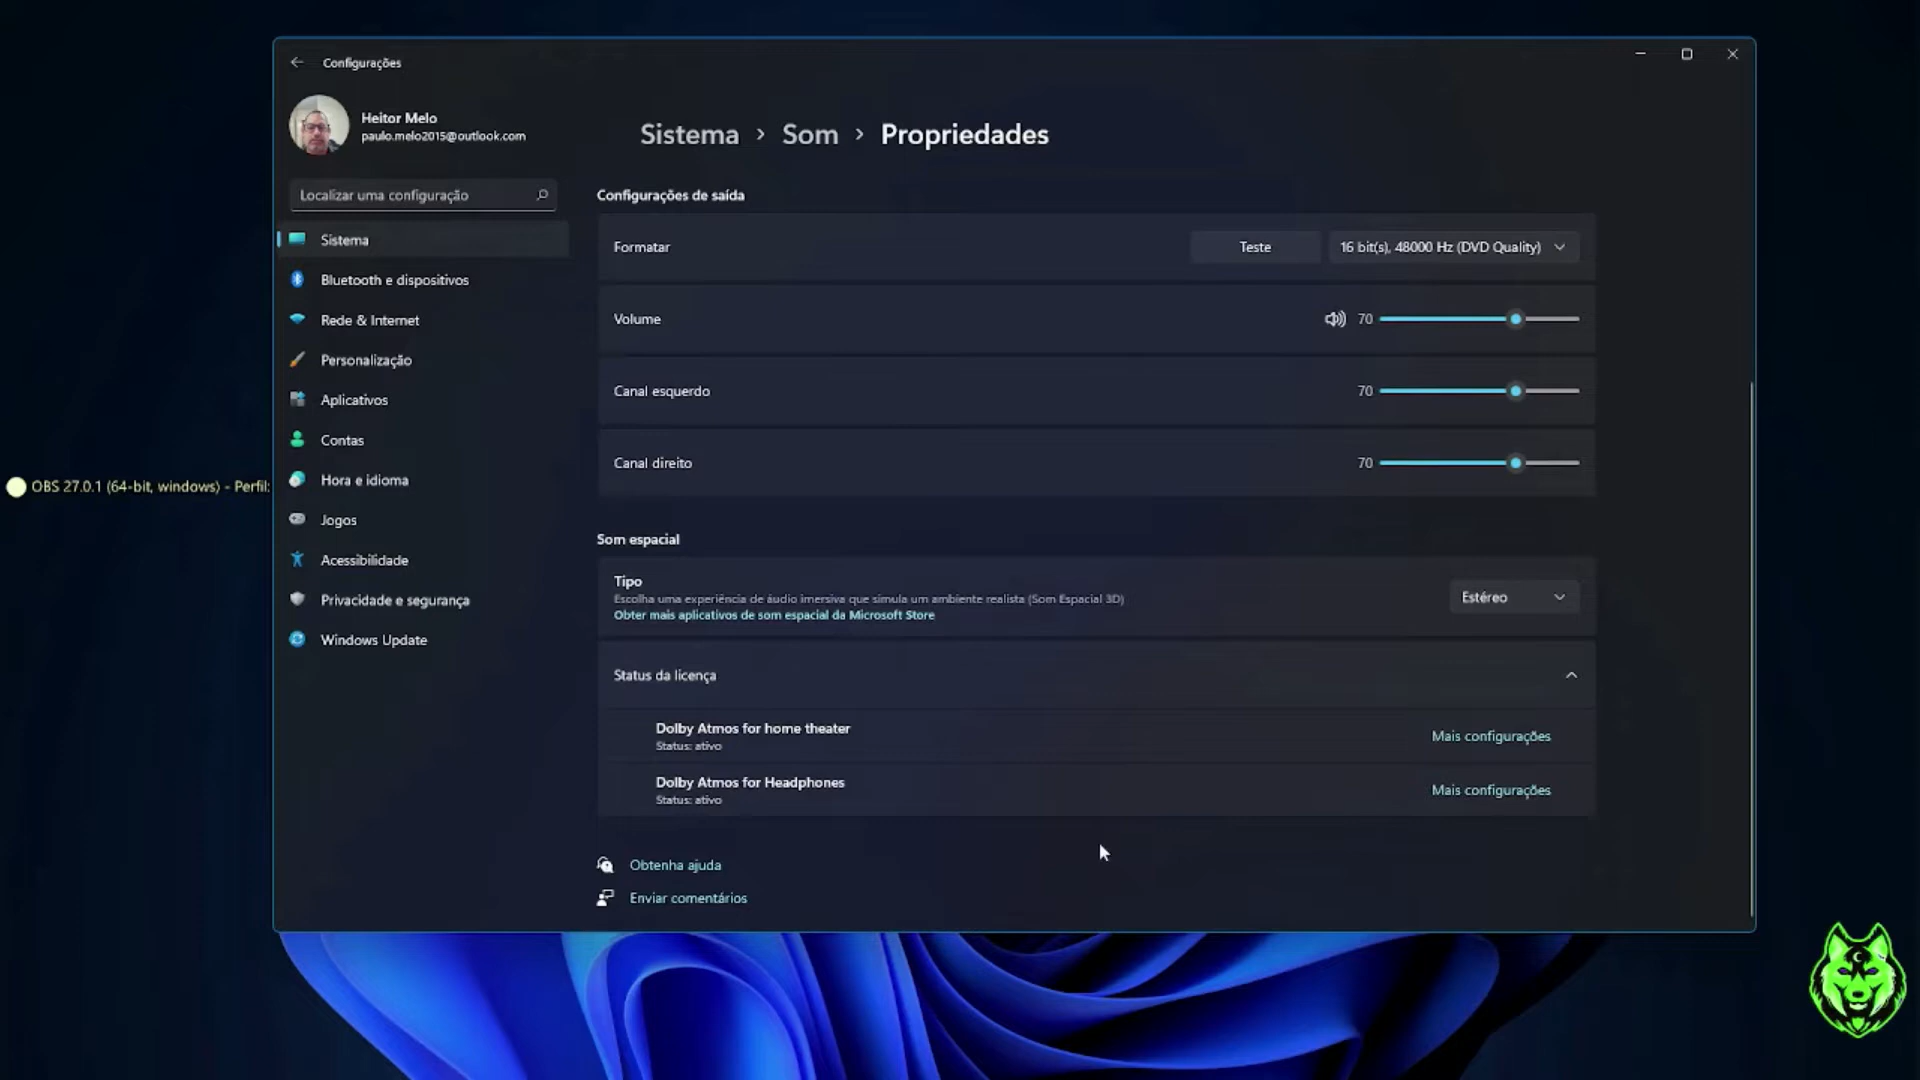 Configurações
Heitor Melo
paulo.melo2015@outlook.com
Localizar uma configuração
Sistema
Bluetooth e dispositivos
Rede & Internet
Personalização
Aplicativos
Contas
Hora e idioma
Jogos
Acessibilidade
Privacidade e segurança
Windows Update
OBS 27.0.1 (64-bit, windows) - Perfil:
Sistema > Som > Propriedades
Configurações de saída
Formatar Teste 16 bit(s), 48000 Hz (DVD Quality)
Volume 70
Canal esquerdo 70
Canal direito 70
Som espacial
Tipo
Escolha uma experiência de áudio imersiva que simula um ambiente realista (Som Espacial 3D)
Obter mais aplicativos de som espacial da Microsoft Store
Estéreo
Status da licença
Dolby Atmos for home theater
Status: ativo
Mais configurações
Dolby Atmos for Headphones
Status: ativo
Mais configurações
Obtenha ajuda
Enviar comentários